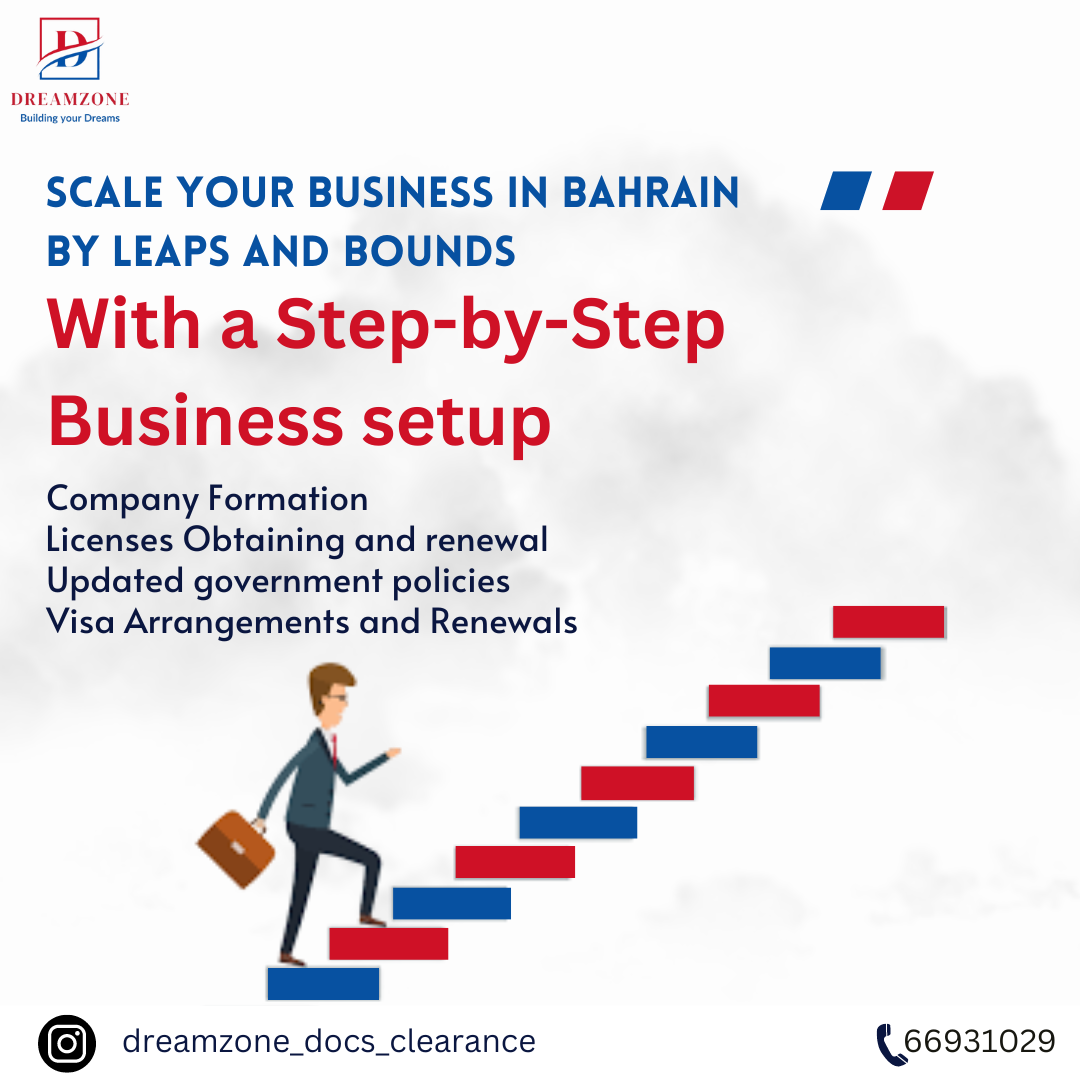 D
DREAMZONE
Building your Dreams
SCALE YOUR BUSINESS IN BAHRAIN
BY LEAPS AND BOUNDS
With a Step-by-Step
Business setup
Company Formation
Licenses Obtaining and renewal
Updated government policies
Visa Arrangements and Renewals
dreamzone_docs_clearance
66931029